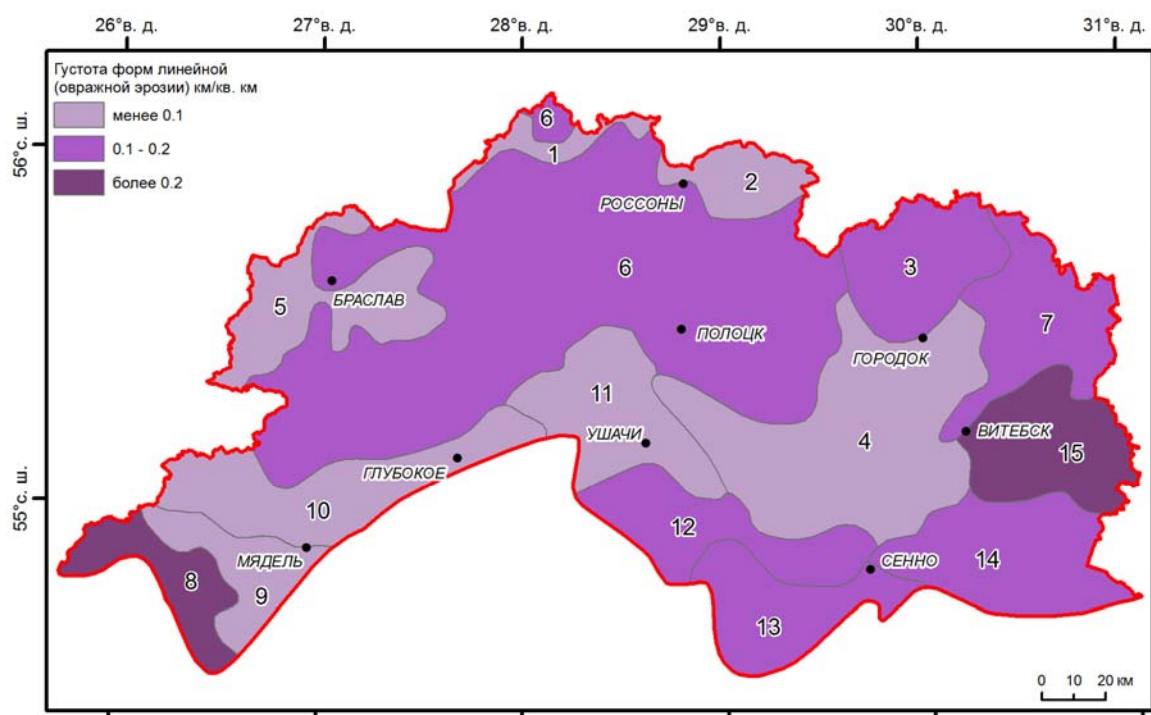 26°в. д. 27°в. д. 28°в. д. 29°в. д. 30°в. д. 31°в. д.
Густота форм линейной
(овражной эрозии) км/кв. км
менее 0.1
0.1 - 0.2
более 0.2
56°с. ш.
55°с. ш.
6
1
2
РОССОНЫ
3
6
5
БРАСЛАВ
7
ПОЛОЦК
ГОРОДОК
11
УШАЧИ
4
ВИТЕБСК
15
ГЛУБОКОЕ
10
12
МЯДЕЛЬ
СЕННО
14
8
9
13
0 10 20 км